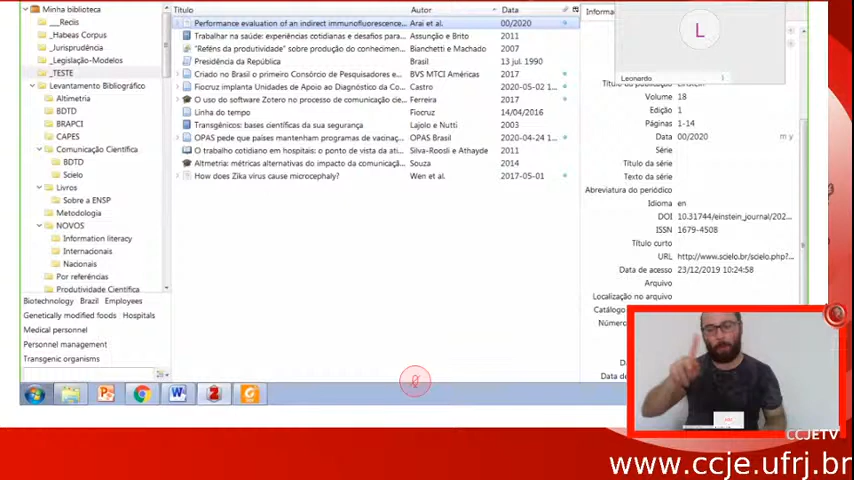 Minha biblioteca
___Reciis
_Habeas Corpus
_Jurisprudência
_Legislação-Modelos
_TESTE
Levantamento Bibliográfico
Altimetria
BDTD
BRAPCI
CAPES
Comunicação Científica
BDTD
Scielo
Livros
Sobre a ENSP
Metodologia
NOVOS
Information literacy
Internacionais
Nacionais
Por referências
Produtividade Científica
Biotechnology Brazil Employees
Genetically modified foods Hospitals
Medical personnel
Personnel management
Transgenic organisms
Título Autor Data
Performance evaluation of an indirect immunofluorescence... Arai et al. 00/2020
Trabalhar na saúde: experiências cotidianas e desafios para... Assunção e Brito 2011
"Reféns da produtividade" sobre produção do conhecimen... Bianchetti e Machado 2007
Presidência da República Brasil 13 jul. 1990
Criado no Brasil o primeiro Consórcio de Pesquisadores e... BVS MTCI Américas 2017
Fiocruz implanta Unidades de Apoio ao Diagnóstico da Co... Castro 2020-05-02 1...
O uso do software Zotero no processo de comunicação cie... Ferreira 2017
Linha do tempo Fiocruz 14/04/2016
Transgênicos: bases científicas da sua segurança Lajolo e Nutti 2003
OPAS pede que países mantenham programas de vacinaç... OPAS Brasil 2020-04-24 1...
O trabalho cotidiano em hospitais: o ponto de vista da ati... Silva-Roosli e Athayde 2011
Altmetria: métricas alternativas do impacto da comunicaç... Souza 2014
How does Zika virus cause microcephaly? Wen et al. 2017-05-01
Informa
L
Leonardo
Volume 18
Edição 1
Páginas 1-14
Data 00/2020 m y
Série
Título da série
Texto da série
Abreviatura do periódico
Idioma en
DOI 10.31744/einstein_journal/202...
ISSN 1679-4508
Título curto
URL http://www.scielo.br/scielo.php?...
Data de acesso 23/12/2019 10:24:58
Arquivo
Localização no arquivo
Catálogo
Número
Data de
CCJETV
www.ccje.ufrj.br